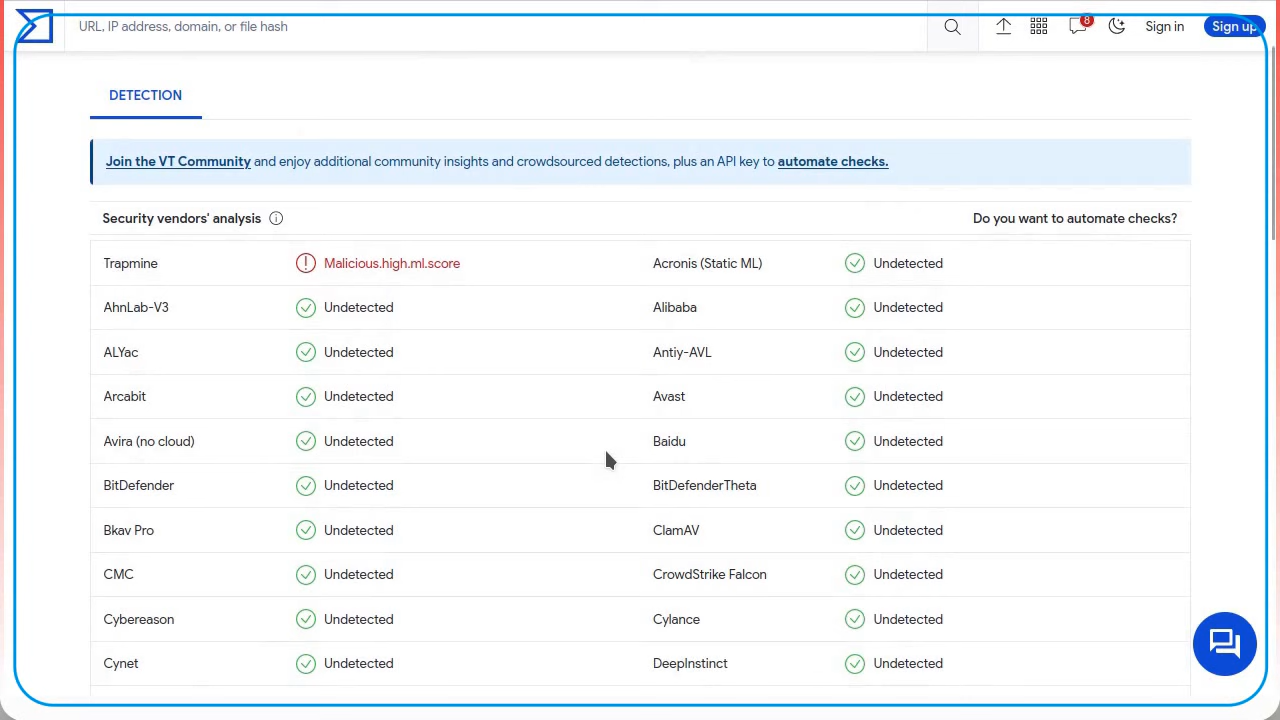 URL, IP address, domain, or file hash
8
Sign in
Sign up
DETECTION
Join the VT Community and enjoy additional community insights and crowdsourced detections, plus an API key to automate checks.
Security vendors' analysis
Do you want to automate checks?
Trapmine Malicious.high.ml.score Acronis (Static ML) Undetected
AhnLab-V3 Undetected Alibaba Undetected
ALYac Undetected Antiy-AVL Undetected
Arcabit Undetected Avast Undetected
Avira (no cloud) Undetected Baidu Undetected
BitDefender Undetected BitDefenderTheta Undetected
Bkav Pro Undetected ClamAV Undetected
CMC Undetected CrowdStrike Falcon Undetected
Cybereason Undetected Cylance Undetected
Cynet Undetected DeepInstinct Undetected